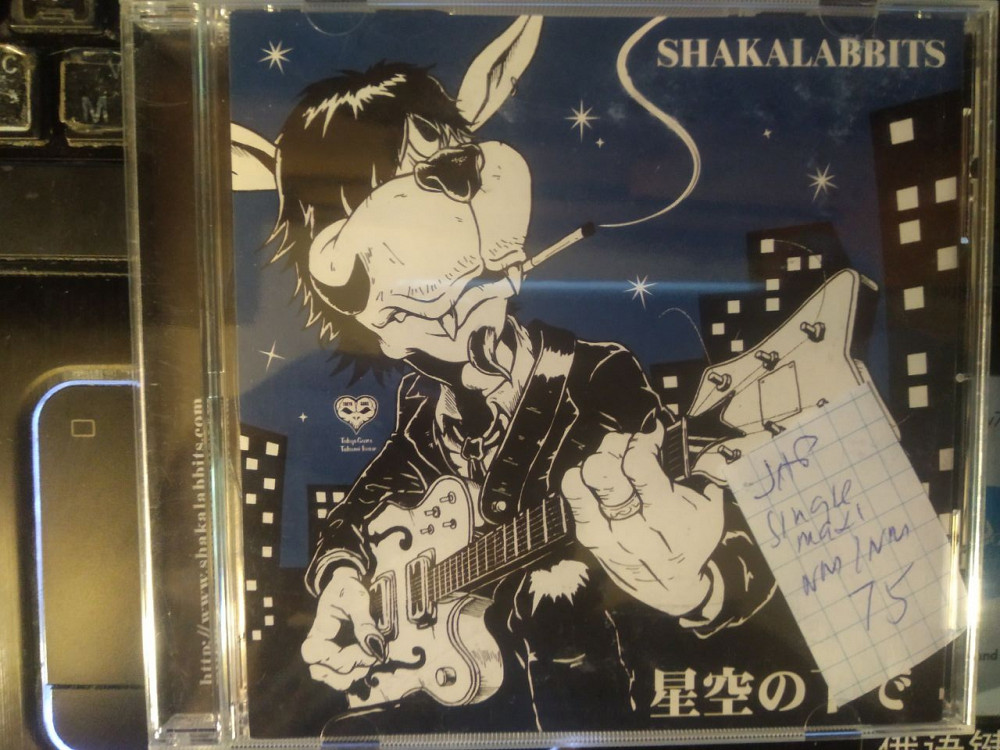 SHAKALABBITS
http://www.shakalabbits.com
JAP
single
maxi
NM/NM
75
星空の下で
C
M